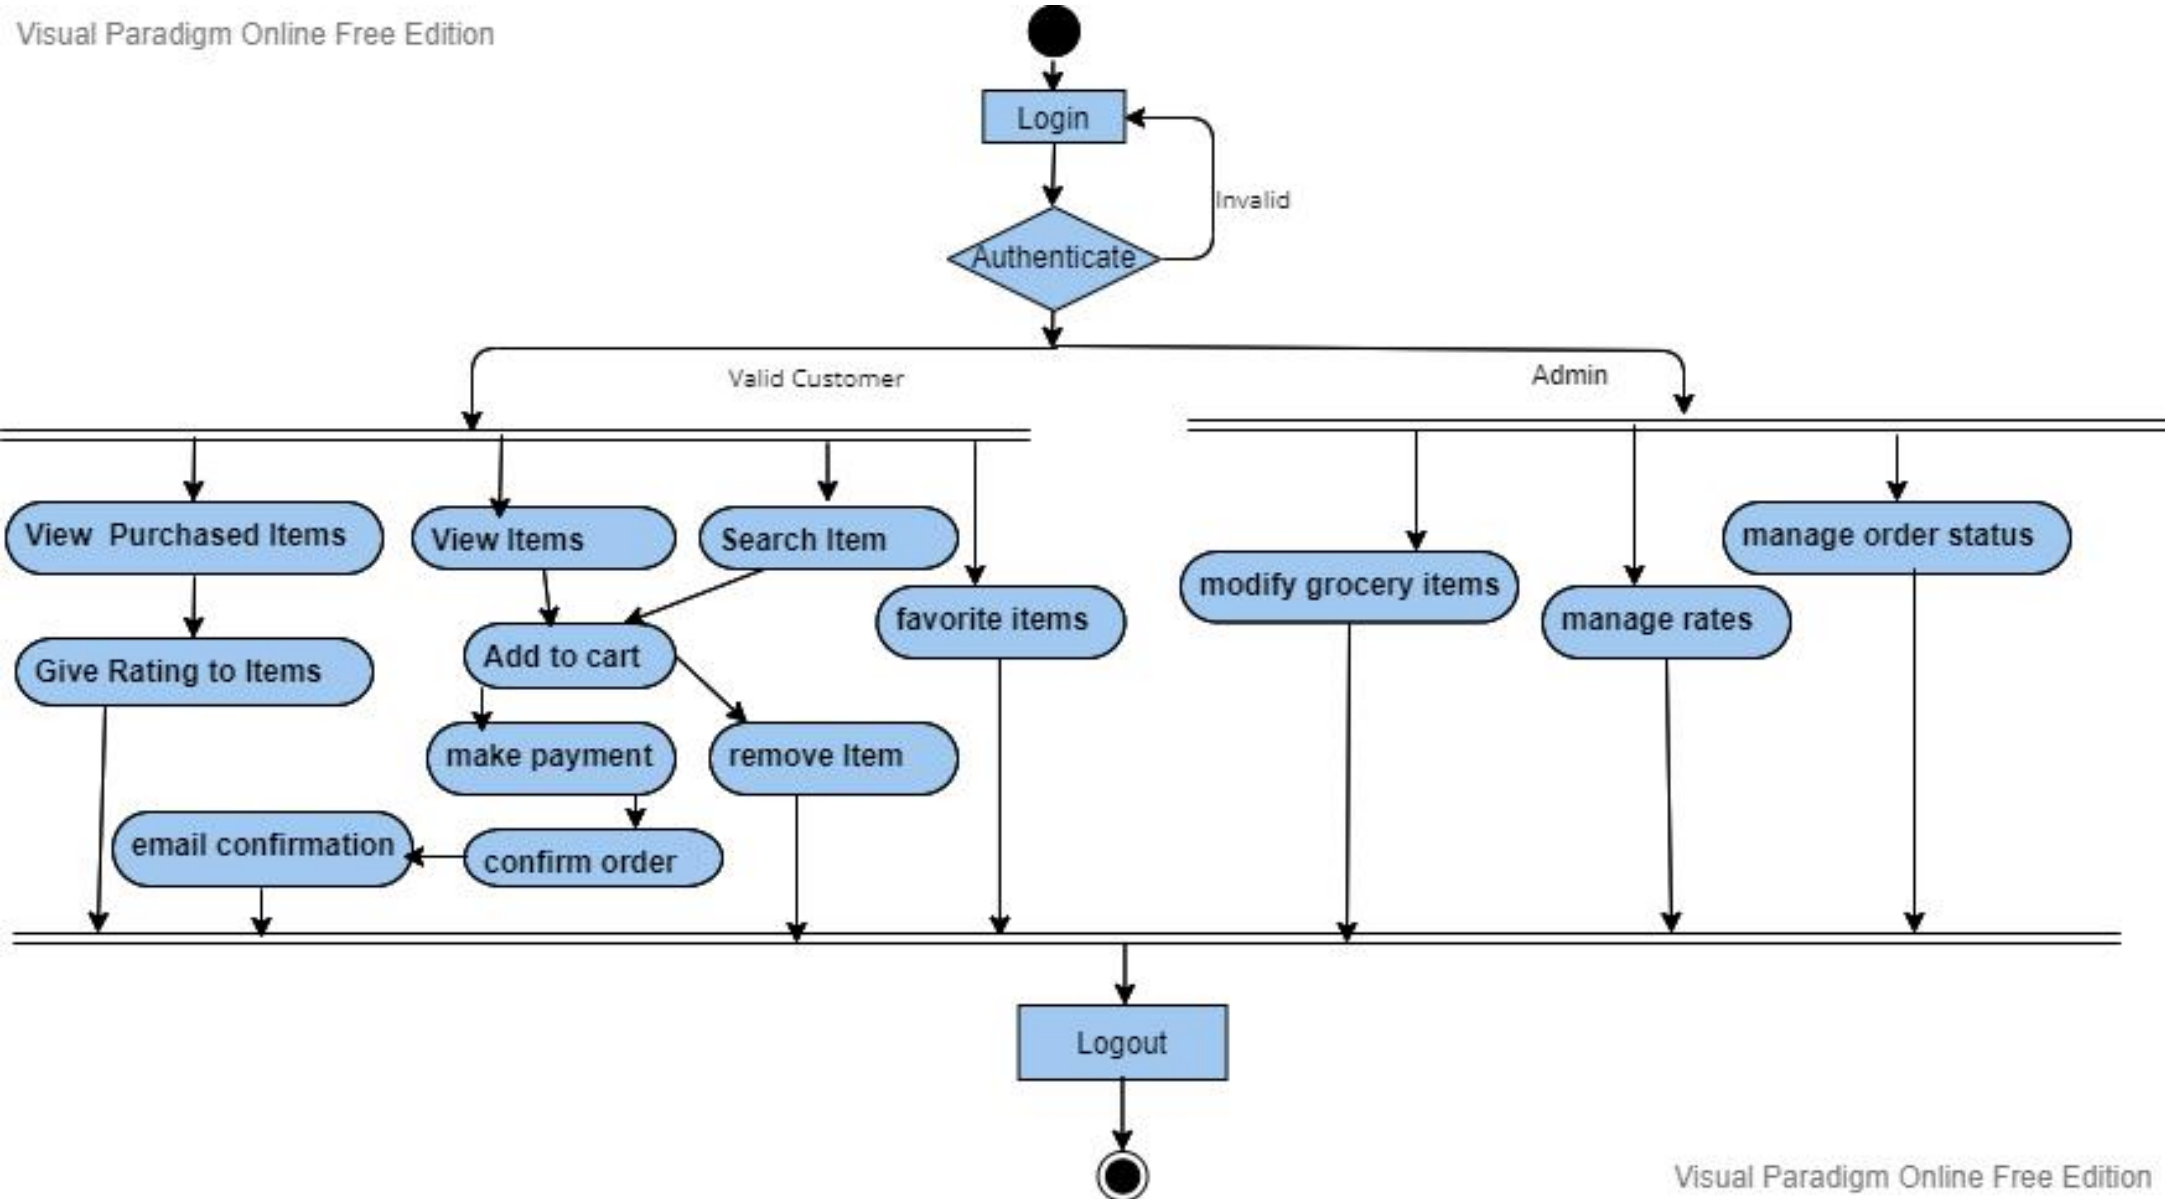 Visual Paradigm Online Free Edition
Login
Invalid
Authenticate
Valid Customer
Admin
View  Purchased Items
View Items
Search Item
manage order status
modify grocery items
favorite items
manage rates
Add to cart
Give Rating to Items
make payment
remove Item
email confirmation
confirm order
Logout
Visual Paradigm Online Free Edition